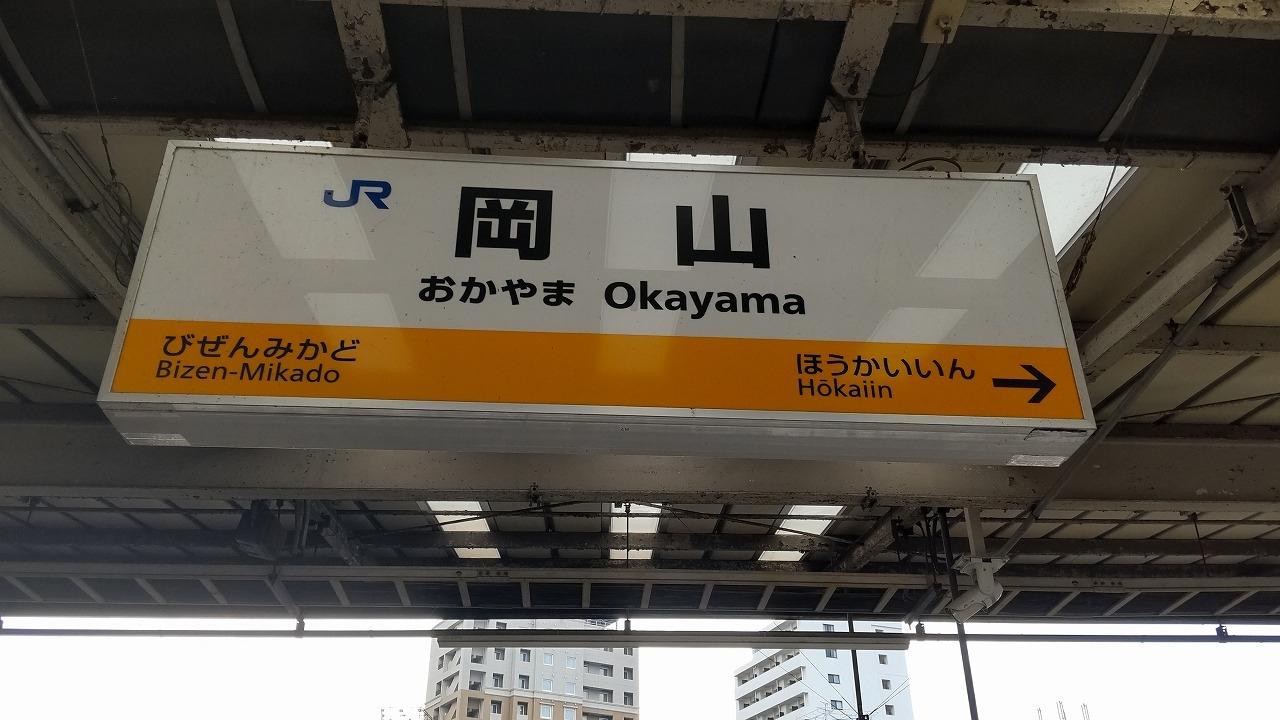 JR 岡山
おかやま Okayama
びぜんみかど
Bizen-Mikado
ほうかいいん →
Hōkaiin